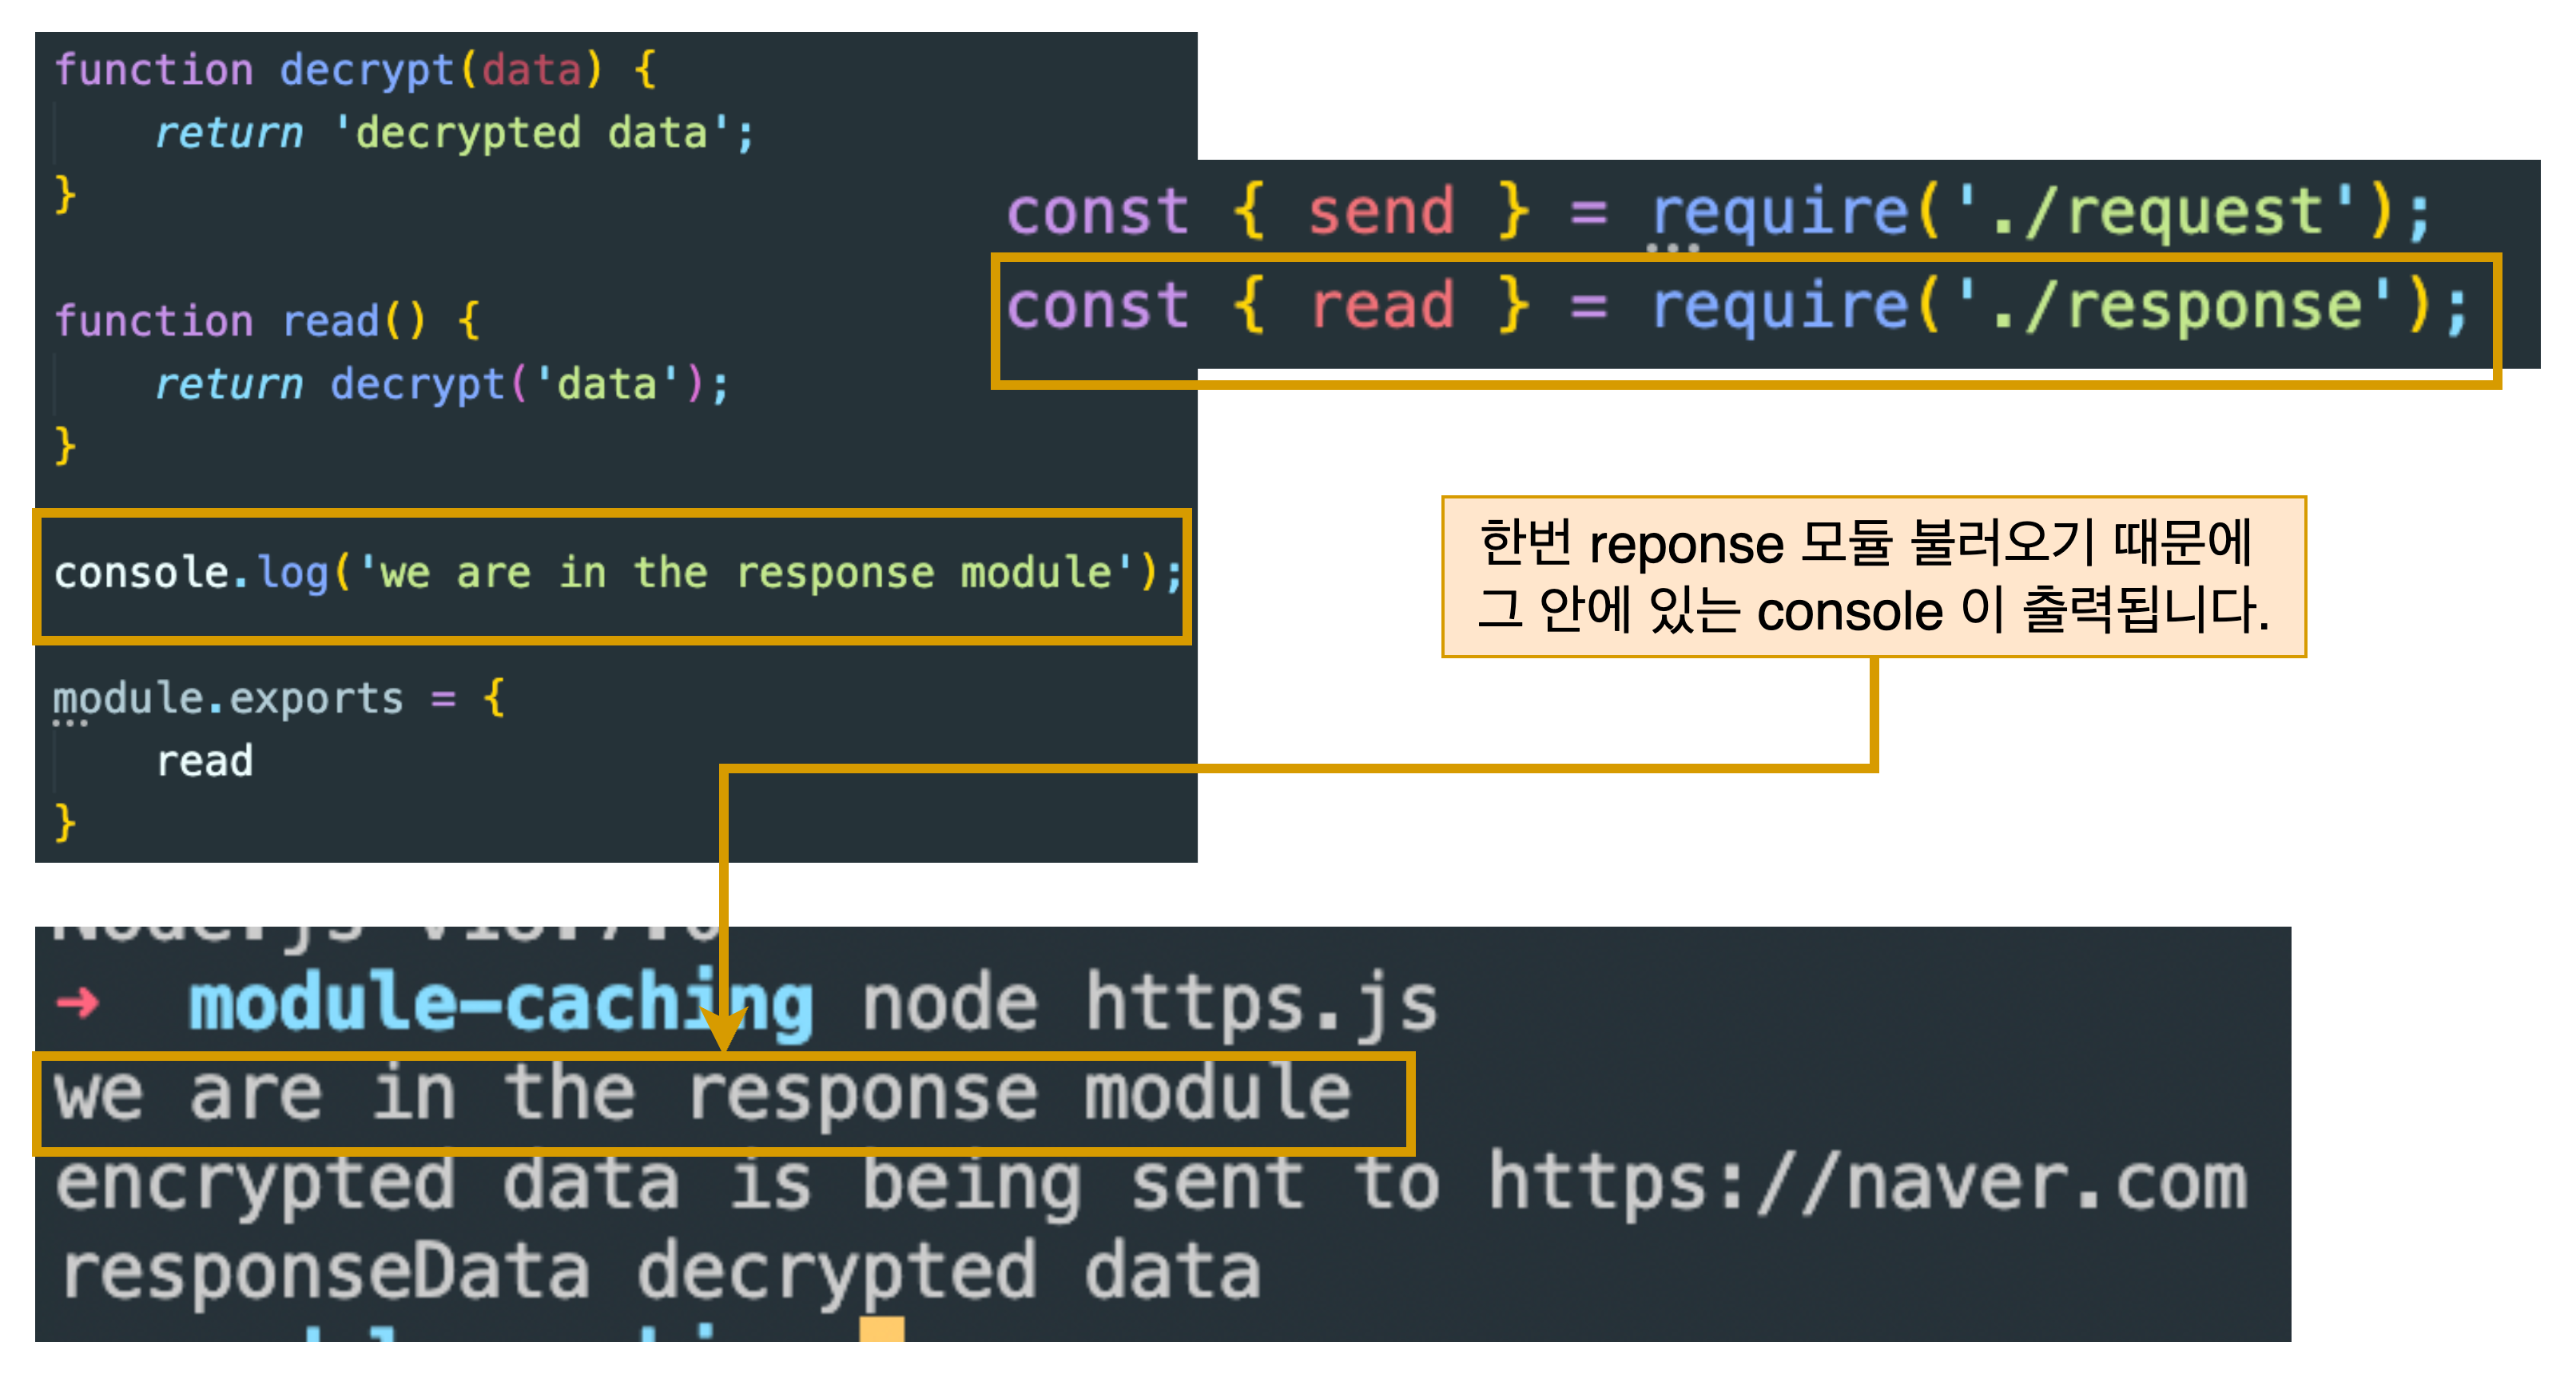 function decrypt(data) {
    return 'decrypted data';
}
function read() {
    return decrypt('data');
}
console.log('we are in the response module');
module.exports = {
    read
}
const { send } = require('./request');
const { read } = require('./response');
한번 reponse 모듈 불러오기 때문에
그 안에 있는 console 이 출력됩니다.
Node.js
➜ module-caching node https.js
we are in the response module
encrypted data is being sent to https://naver.com
responseData decrypted data